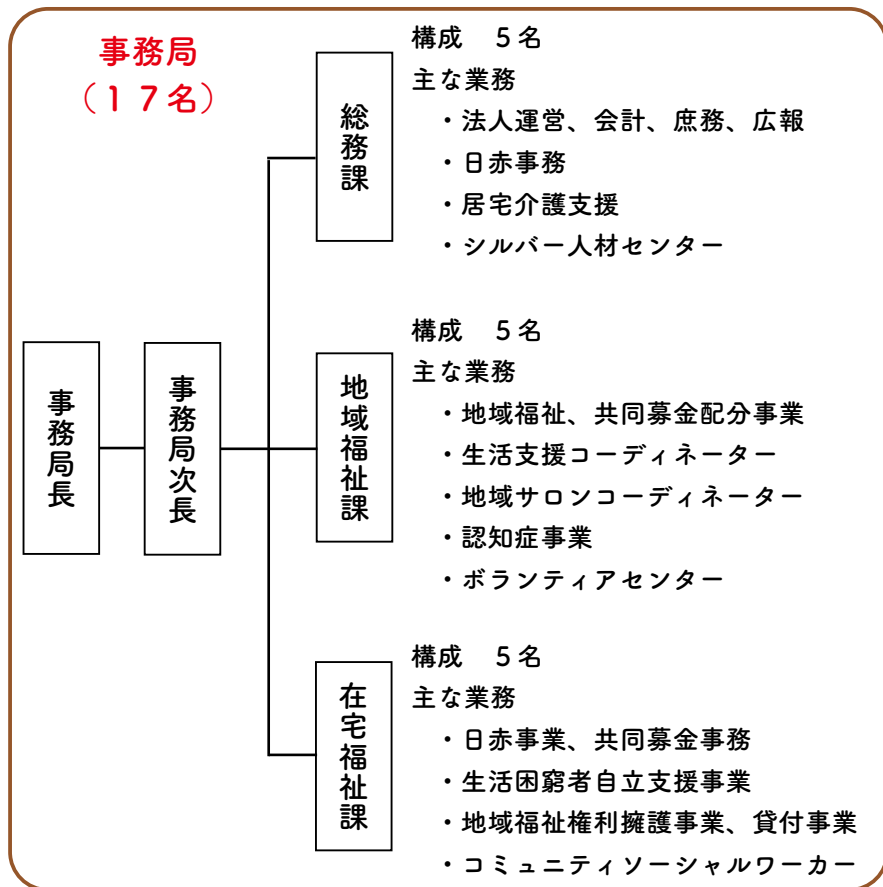 事務局
（１７名）
事務局長
事務局次長
総務課
構成　５名
主な業務
・法人運営、会計、庶務、広報
・日赤事務
・居宅介護支援
・シルバー人材センター
地域福祉課
構成　５名
主な業務
・地域福祉、共同募金配分事業
・生活支援コーディネーター
・地域サロンコーディネーター
・認知症事業
・ボランティアセンター
在宅福祉課
構成　５名
主な業務
・日赤事業、共同募金事務
・生活困窮者自立支援事業
・地域福祉権利擁護事業、貸付事業
・コミュニティソーシャルワーカー